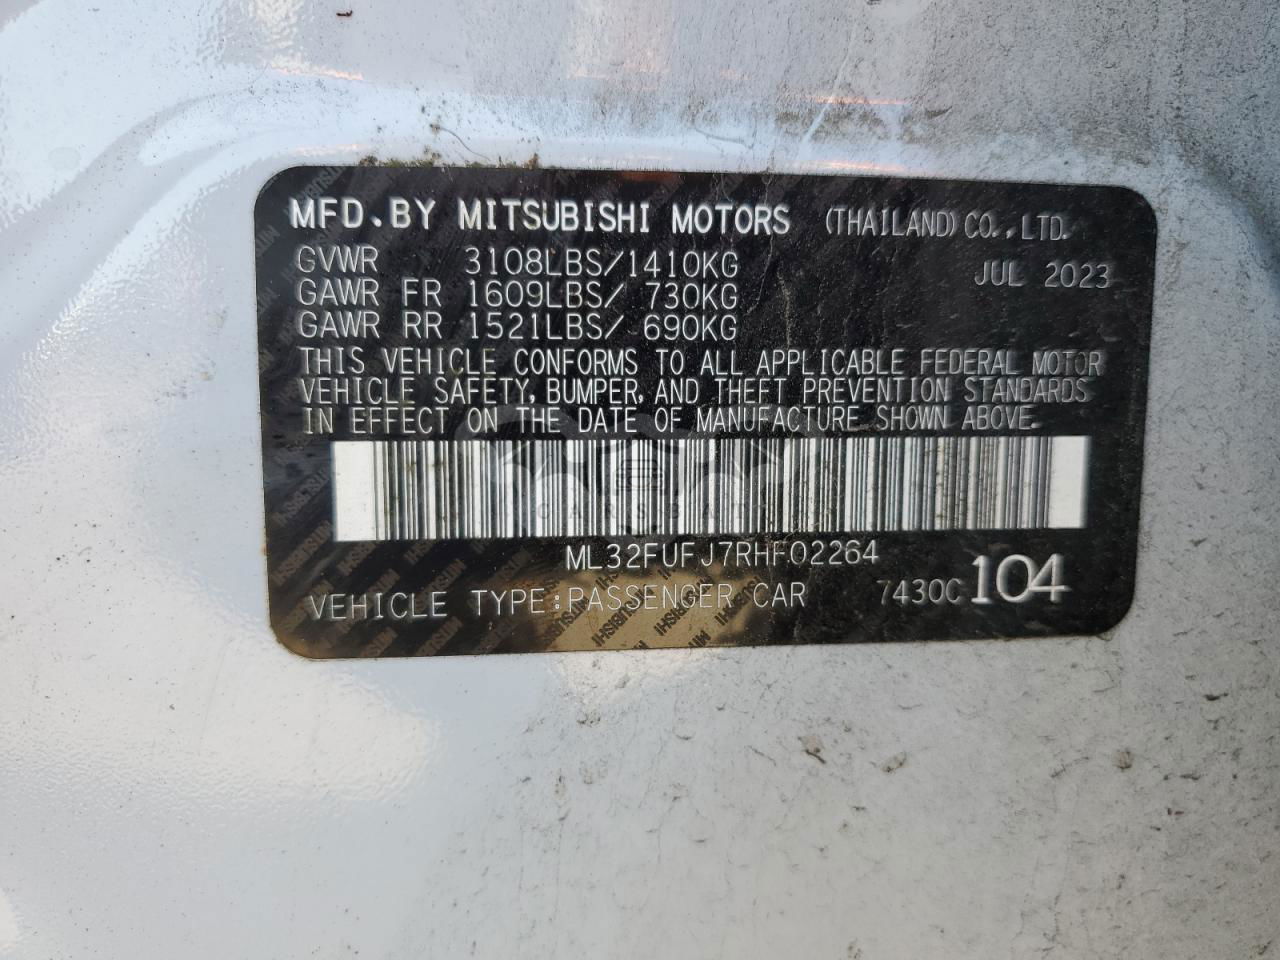 MFD.BY MITSUBISHI MOTORS (THAILAND) CO.,LTD.
GVWR 3108LBS/1410KG JUL 2023
GAWR FR 1609LBS/ 730KG
GAWR RR 1521LBS/ 690KG
THIS VEHICLE CONFORMS TO ALL APPLICABLE FEDERAL MOTOR
VEHICLE SAFETY, BUMPER, AND THEFT PREVENTION STANDARDS
IN EFFECT ON THE DATE OF MANUFACTURE SHOWN ABOVE.
ML32FUFJ7RHF02264
VEHICLE TYPE:PASSENGER CAR 7430C 104